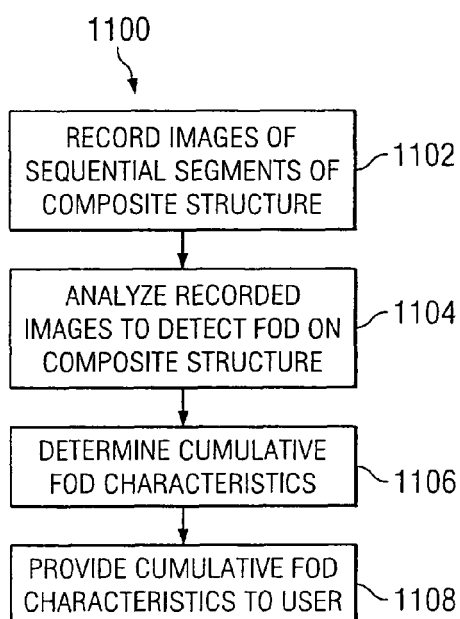 1100
RECORD IMAGES OF
SEQUENTIAL SEGMENTS OF
COMPOSITE STRUCTURE
1102
ANALYZE RECORDED
IMAGES TO DETECT FOD ON
COMPOSITE STRUCTURE
1104
DETERMINE CUMULATIVE
FOD CHARACTERISTICS
1106
PROVIDE CUMULATIVE FOD
CHARACTERISTICS TO USER
1108